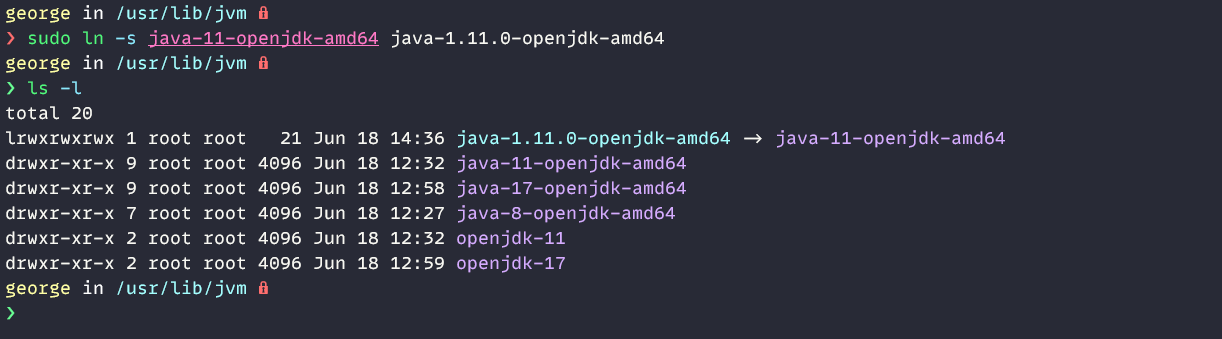 george in /usr/lib/jvm
❯ sudo ln -s java-11-openjdk-amd64 java-1.11.0-openjdk-amd64
george in /usr/lib/jvm
❯ ls -l
total 20
lrwxrwxrwx 1 root root   21 Jun 18 14:36 java-1.11.0-openjdk-amd64 -> java-11-openjdk-amd64
drwxr-xr-x 9 root root 4096 Jun 18 12:32 java-11-openjdk-amd64
drwxr-xr-x 9 root root 4096 Jun 18 12:58 java-17-openjdk-amd64
drwxr-xr-x 7 root root 4096 Jun 18 12:27 java-8-openjdk-amd64
drwxr-xr-x 2 root root 4096 Jun 18 12:32 openjdk-11
drwxr-xr-x 2 root root 4096 Jun 18 12:59 openjdk-17
george in /usr/lib/jvm
❯